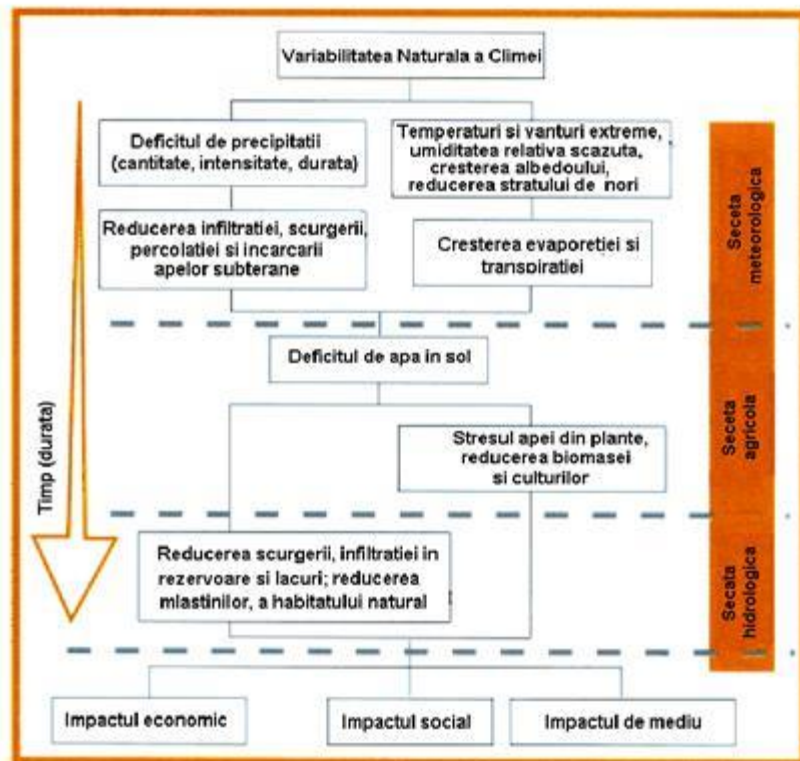 Variabilitatea Naturala a Climei
Deficitul de precipitatii
(cantitate, intensitate, durata)
Temperaturi si vanturi extreme,
umiditatea relativa scazuta,
cresterea albedoului,
reducerea stratului de nori
Reducerea infiltratiei, scurgerii,
percolatiei si incarcarii
apelor subterane
Cresterea evaporetiei si
transpiratiei
Seceta
meteorologica
Deficitul de apa in sol
Stresul apei din plante,
reducerea biomasei
si culturilor
Seceta
agricola
Timp (durata)
Reducerea scurgerii, infiltratiei in
rezervoare si lacuri; reducerea
mlastinilor, a habitatului natural
Secata
hidrologica
Impactul economic
Impactul social
Impactul de mediu